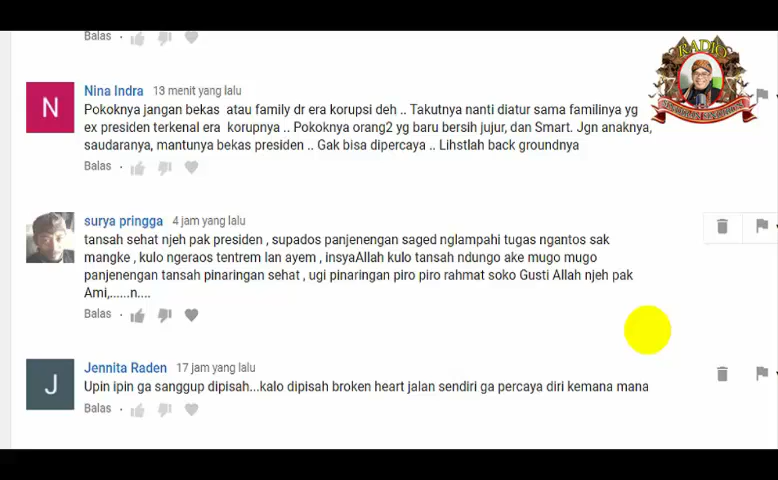 Balas
RADIO
Nina Indra 13 menit yang lalu
Pokoknya jangan bekas atau family dr era korupsi deh .. Takutnya nanti diatur sama familinya yg
ex presiden terkenal era korupnya .. Pokoknya orang2 yg baru bersih jujur, dan Smart. Jgn anaknya,
saudaranya, mantunya bekas presiden .. Gak bisa dipercaya .. Lihstlah back groundnya
Balas
surya pringga 4 jam yang lalu
tansah sehat njeh pak presiden , supados panjenengan saged nglampahi tugas ngantos sak
mangke , kulo ngeraos tentrem lan ayem , insyaAllah kulo tansah ndungo ake mugo mugo
panjenengan tansah pinaringan sehat , ugi pinaringan piro piro rahmat soko Gusti Allah njeh pak
Ami,......n....
Balas
Jennita Raden 17 jam yang lalu
Upin ipin ga sanggup dipisah...kalo dipisah broken heart jalan sendiri ga percaya diri kemana mana
Balas
N
J